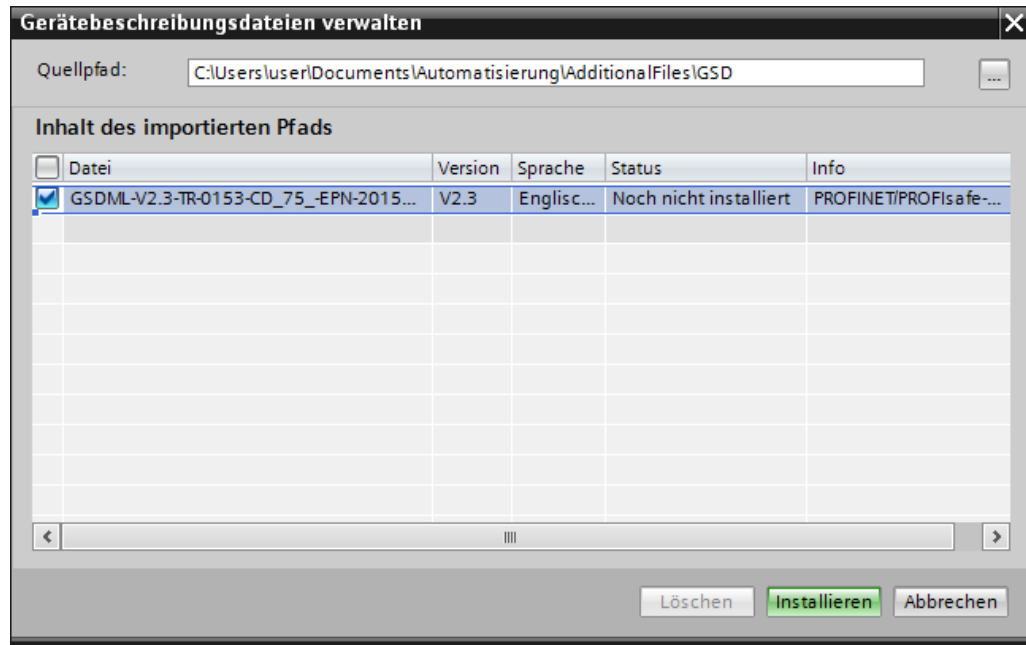 Gerätebeschreibungsdateien verwalten
Quellpfad: C:\Users\user\Documents\Automatisierung\AdditionalFiles\GSD ...
Inhalt des importierten Pfads
Datei Version Sprache Status Info
GSDML-V2.3-TR-0153-CD_75_-EPN-2015... V2.3 Englisc... Noch nicht installiert PROFINET/PROFIsafe-...
Löschen Installieren Abbrechen